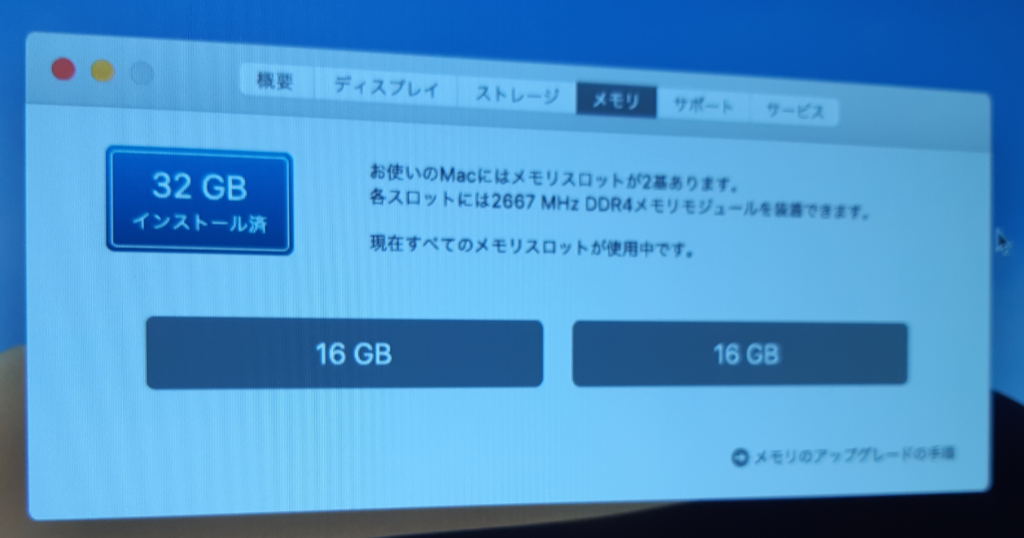 概要 ディスプレイ ストレージ メモリ サポート サービス
32 GB
インストール済
お使いのMacにはメモリスロットが2基あります。
各スロットには2667 MHz DDR4メモリモジュールを装着できます。
現在すべてのメモリスロットが使用中です。
16 GB 16 GB
メモリのアップグレードの手順